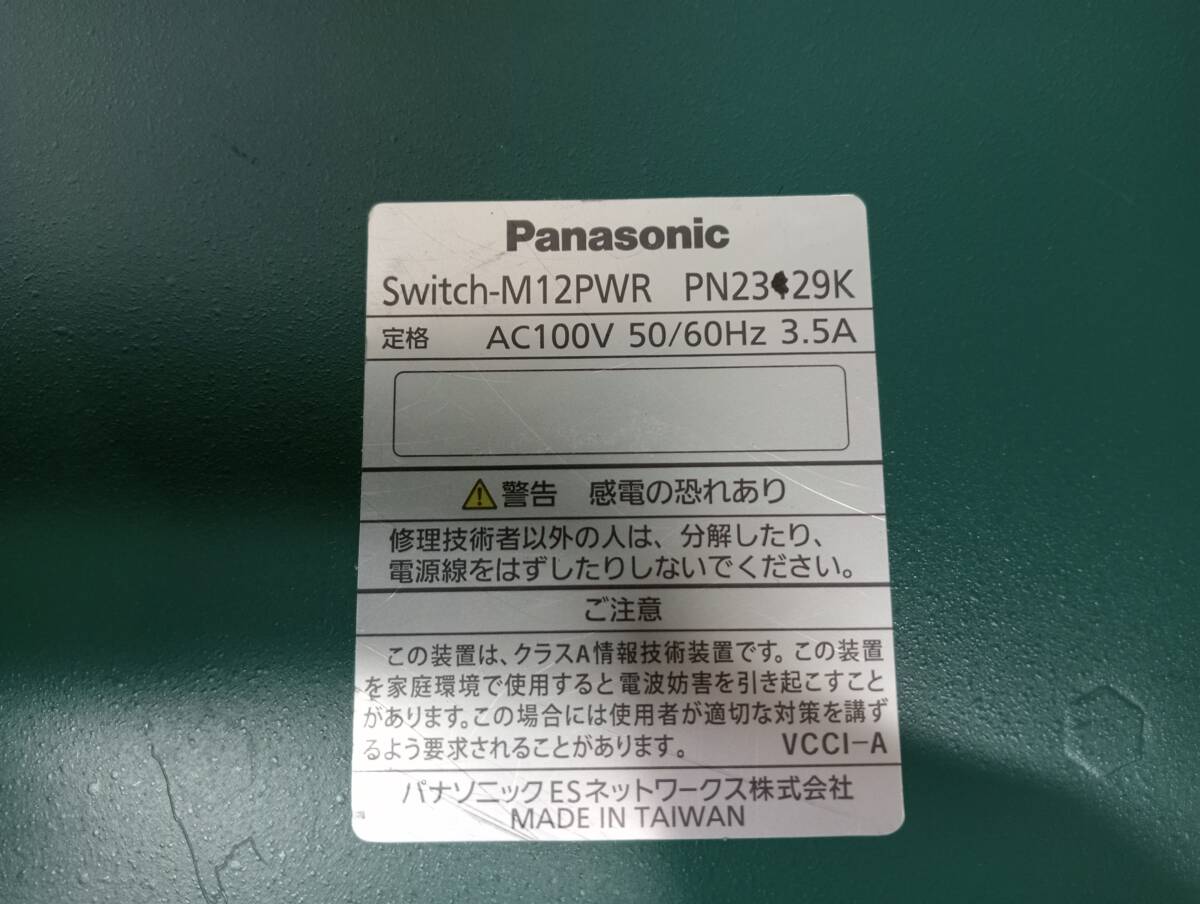 Panasonic
Switch-M12PWR PN23 29K
定格 AC100V 50/60Hz 3.5A
警告 感電の恐れあり
修理技術者以外の人は、分解したり、
電源線をはずしたりしないでください。
ご注意
この装置は、クラスA情報技術装置です。この装置
を家庭環境で使用すると電波妨害を引き起こすこと
があります。この場合には使用者が適切な対策を講ず
るよう要求されることがあります。 VCCI-A
パナソニックESネットワークス株式会社
MADE IN TAIWAN